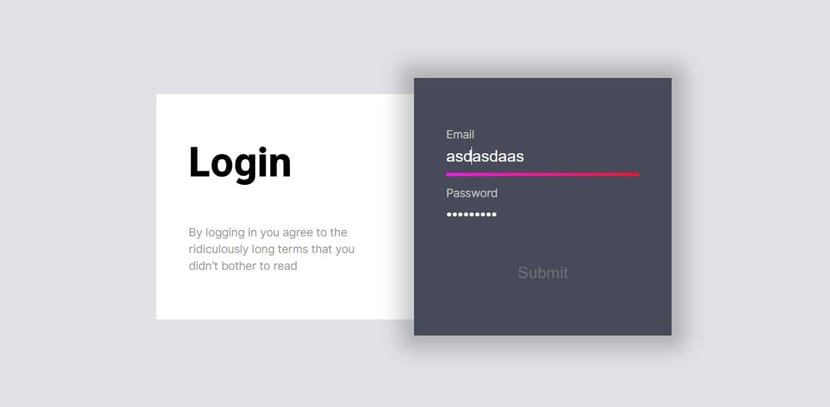 Login
By logging in you agree to the
ridiculously long terms that you
didn't bother to read
Email
asdasdaas
Password
•••••••••
Submit